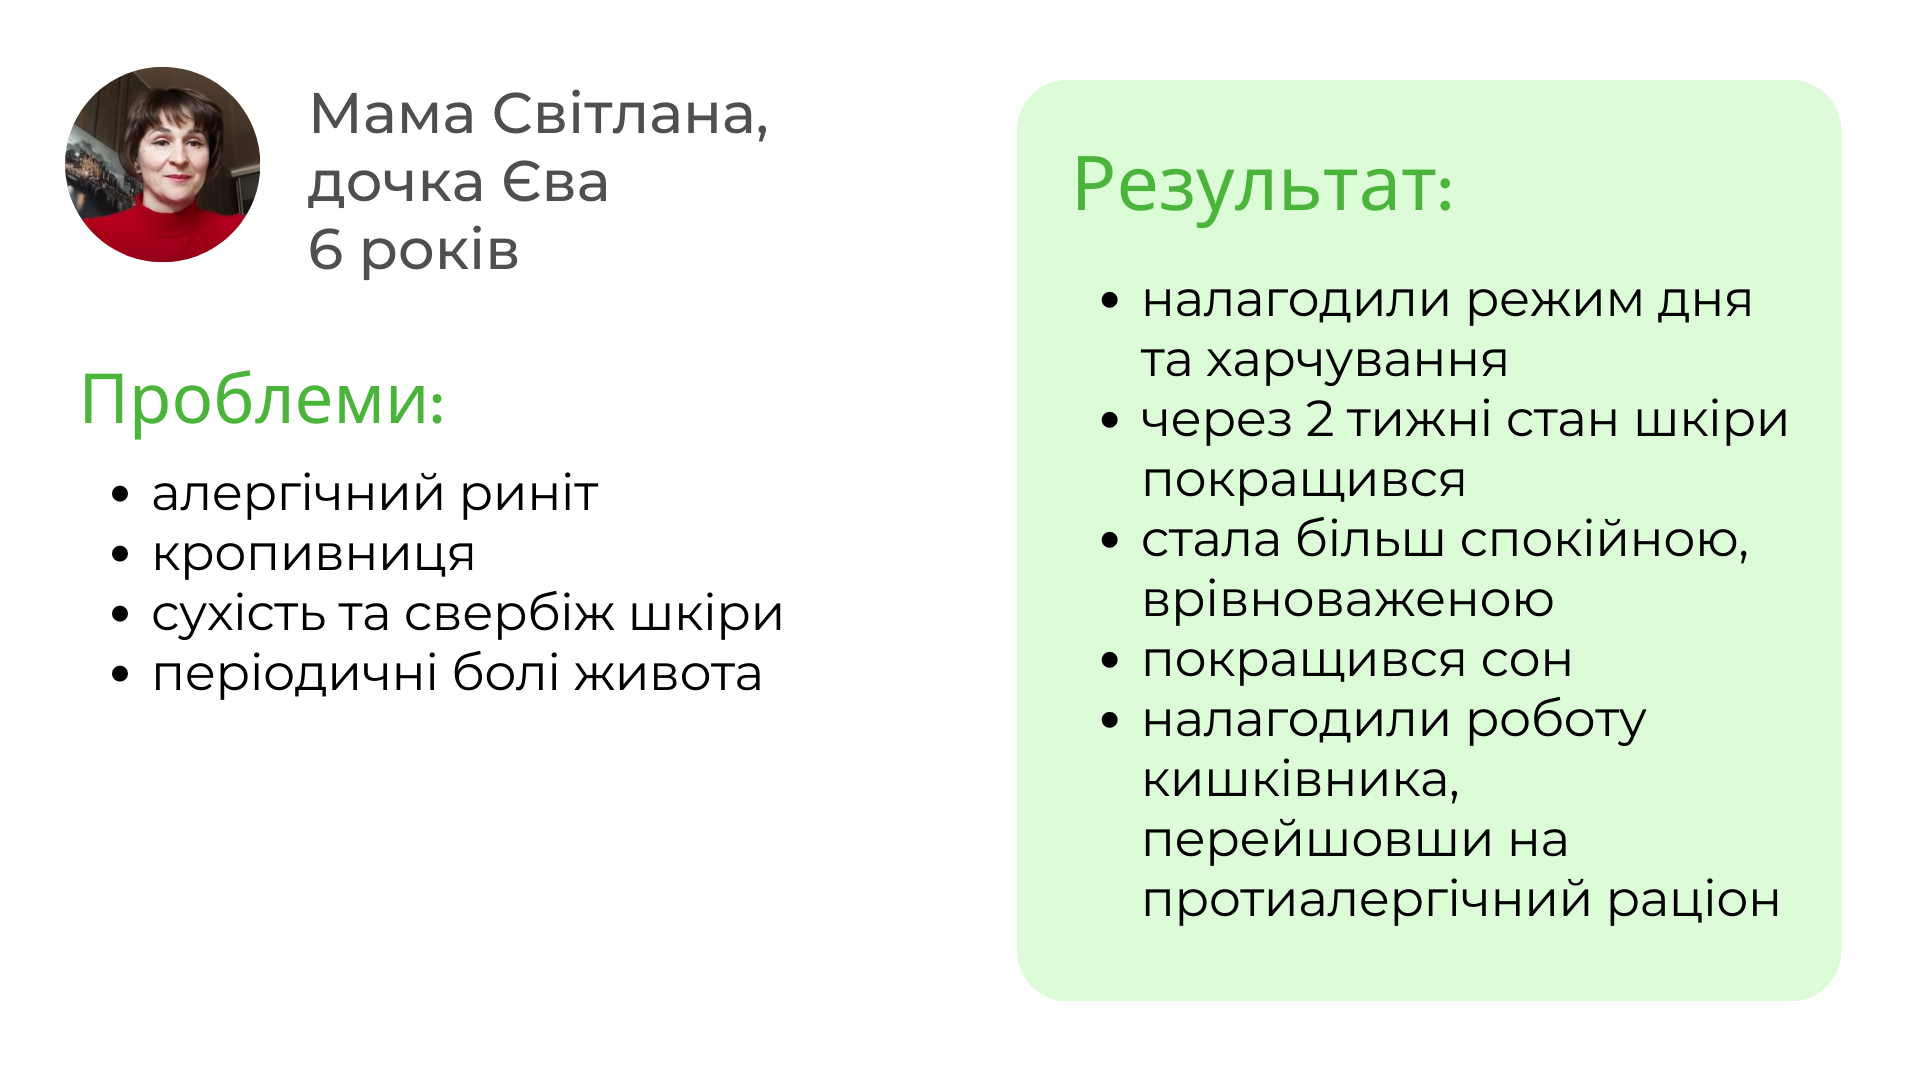 Мама Світлана,
дочка Єва
6 років
Проблеми:
• алергічний риніт
• кропивниця
• сухість та свербіж шкіри
• періодичні болі живота
Результат:
• налагодили режим дня
та харчування
• через 2 тижні стан шкіри
покращився
• стала більш спокійною,
врівноваженою
• покращився сон
• налагодили роботу
кишківника,
перейшовши на
протиалергічний раціон